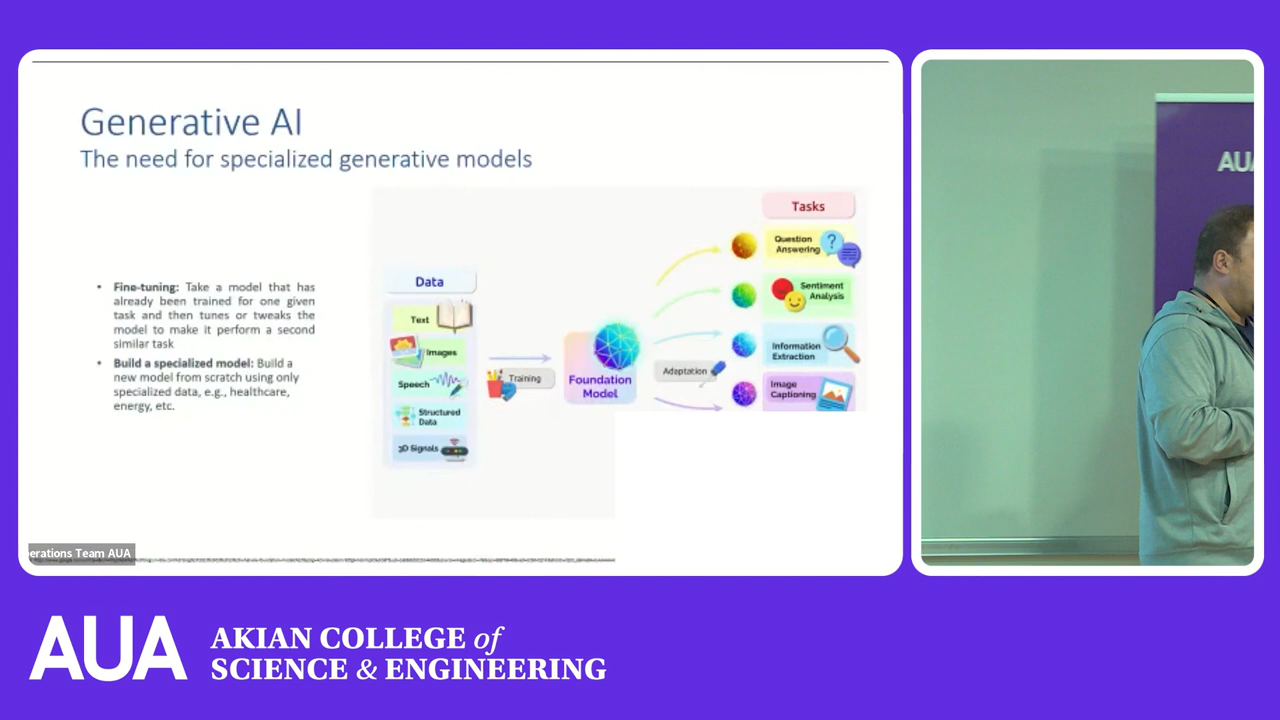 Generative AI
The need for specialized generative models
• Fine-tuning: Take a model that has
already been trained for one given
task and then tunes or tweaks the
model to make it perform a second
similar task
• Build a specialized model: Build a
new model from scratch using only
specialized data, e.g., healthcare,
energy, etc.
Data
Text
Images
Speech
Structured
Data
3D Signals
Training
Foundation
Model
Adaptation
Tasks
Question
Answering
Sentiment
Analysis
Information
Extraction
Image
Captioning
erations Team AUA
AUA
AUA
AKIAN COLLEGE of
SCIENCE & ENGINEERING